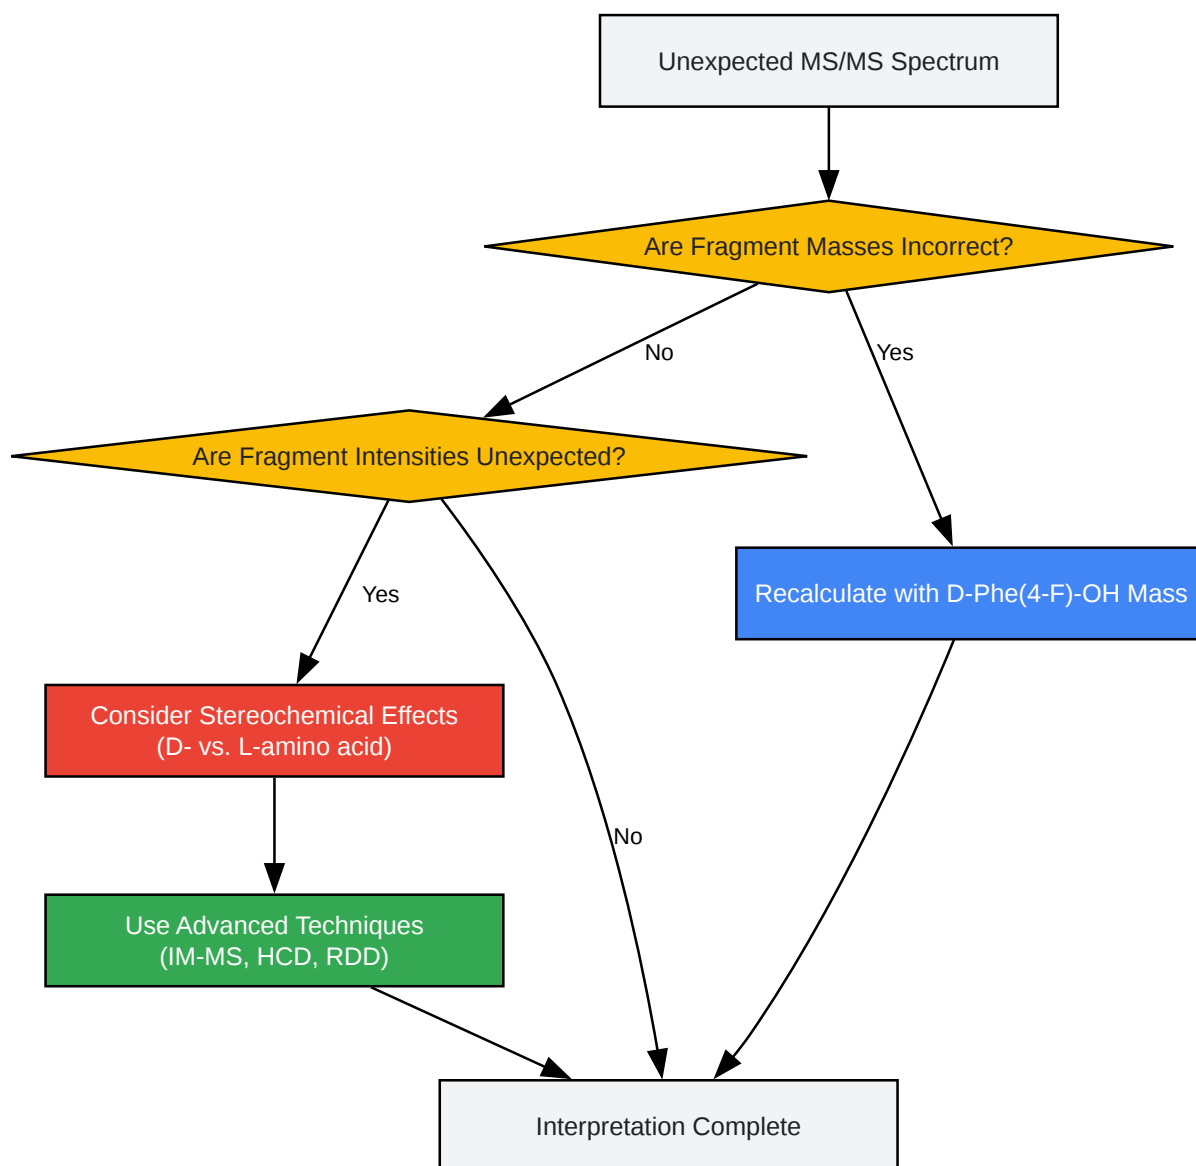 Unexpected MS/MS Spectrum
Are Fragment Masses Incorrect?
No
Yes
Are Fragment Intensities Unexpected?
Yes
Recalculate with D-Phe(4-F)-OH Mass
Consider Stereochemical Effects
(D- vs. L-amino acid)
No
Use Advanced Techniques
(IM-MS, HCD, RDD)
Interpretation Complete